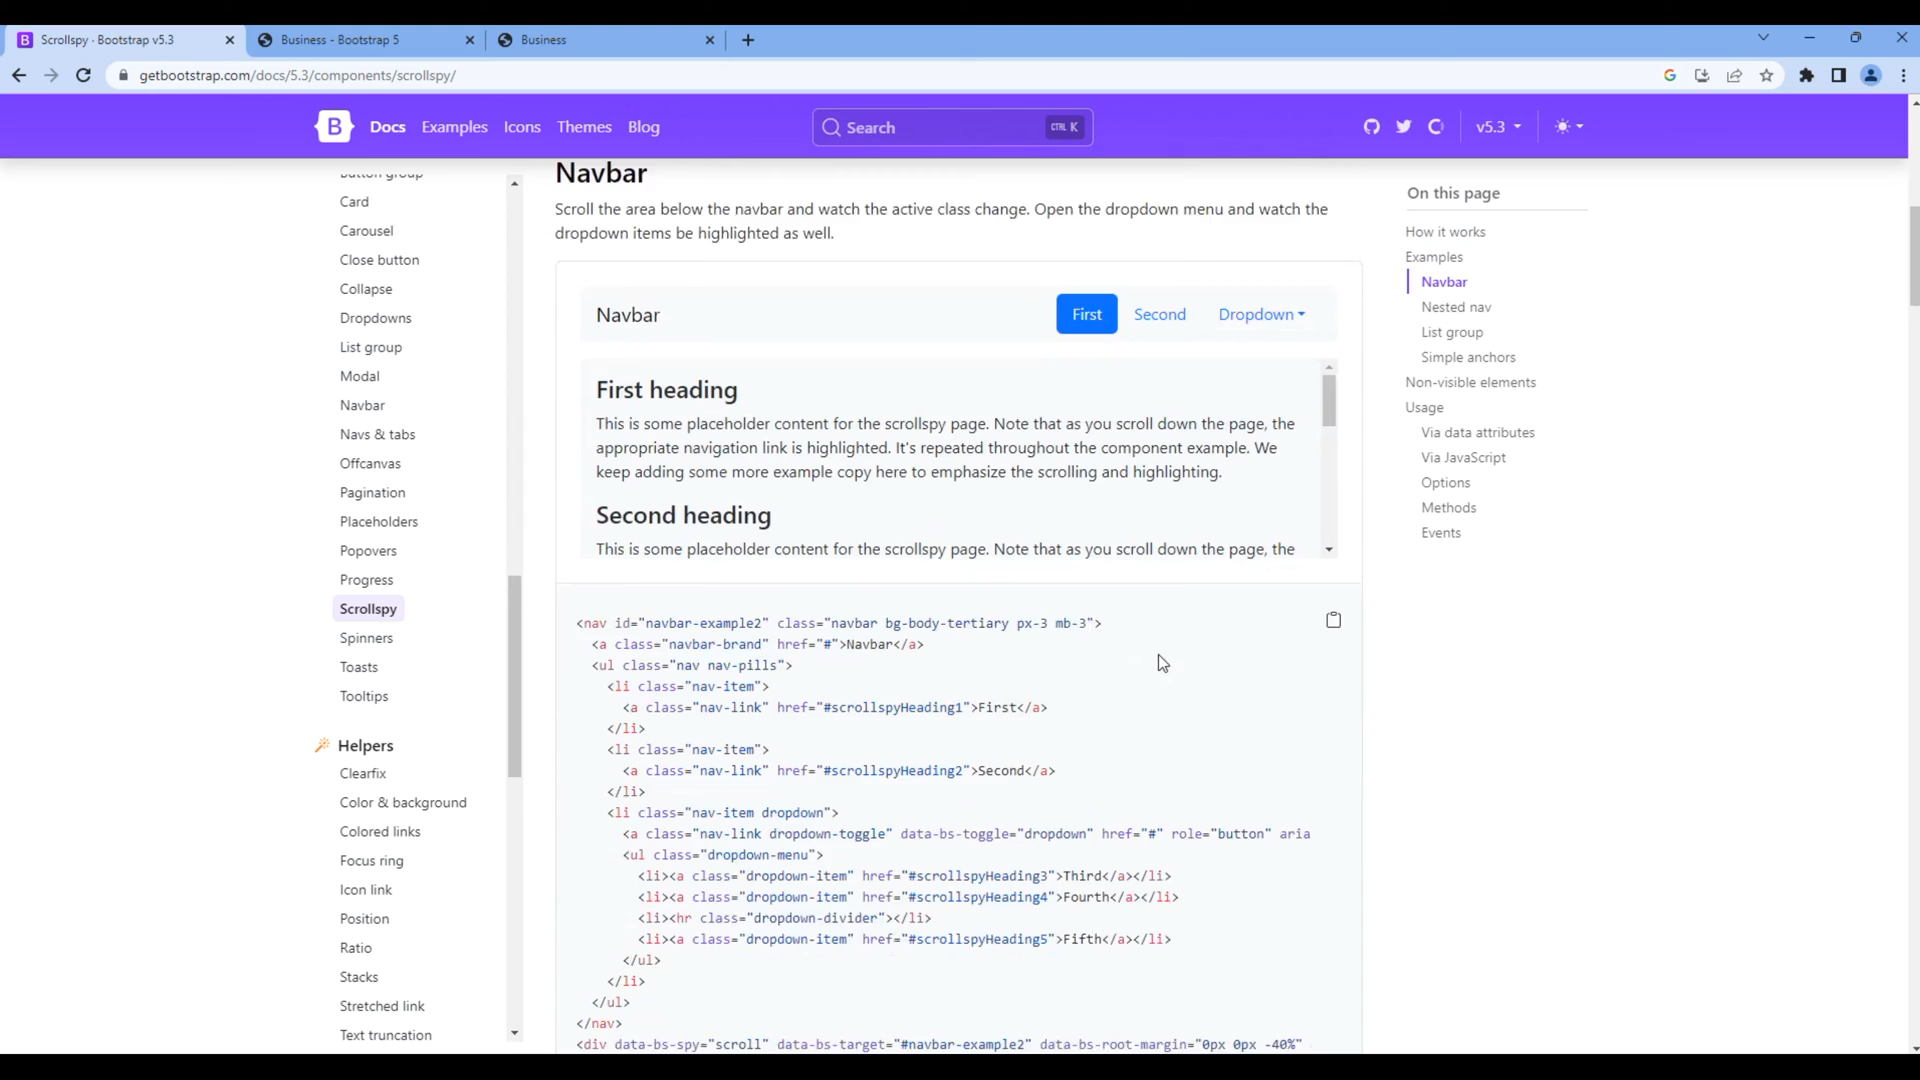 Scrollspy · Bootstrap v5.3
Business - Bootstrap 5
Business
getbootstrap.com/docs/5.3/components/scrollspy/
B Docs Examples Icons Themes Blog
Search CTRL K
v5.3
Button group
Card
Carousel
Close button
Collapse
Dropdowns
List group
Modal
Navbar
Navs & tabs
Offcanvas
Pagination
Placeholders
Popovers
Progress
Scrollspy
Spinners
Toasts
Tooltips
Helpers
Clearfix
Color & background
Colored links
Focus ring
Icon link
Position
Ratio
Stacks
Stretched link
Text truncation
Navbar
Scroll the area below the navbar and watch the active class change. Open the dropdown menu and watch the
dropdown items be highlighted as well.
Navbar First Second Dropdown
First heading
This is some placeholder content for the scrollspy page. Note that as you scroll down the page, the
appropriate navigation link is highlighted. It's repeated throughout the component example. We
keep adding some more example copy here to emphasize the scrolling and highlighting.
Second heading
This is some placeholder content for the scrollspy page. Note that as you scroll down the page, the
<nav id="navbar-example2" class="navbar bg-body-tertiary px-3 mb-3">
<a class="navbar-brand" href="#">Navbar</a>
<ul class="nav nav-pills">
<li class="nav-item">
<a class="nav-link" href="#scrollspyHeading1">First</a>
</li>
<li class="nav-item">
<a class="nav-link" href="#scrollspyHeading2">Second</a>
</li>
<li class="nav-item dropdown">
<a class="nav-link dropdown-toggle" data-bs-toggle="dropdown" href="#" role="button" aria
<ul class="dropdown-menu">
<li><a class="dropdown-item" href="#scrollspyHeading3">Third</a></li>
<li><a class="dropdown-item" href="#scrollspyHeading4">Fourth</a></li>
<li><hr class="dropdown-divider"></li>
<li><a class="dropdown-item" href="#scrollspyHeading5">Fifth</a></li>
</ul>
</li>
</ul>
</nav>
<div data-bs-spy="scroll" data-bs-target="#navbar-example2" data-bs-root-margin="0px 0px -40%"
On this page
How it works
Examples
Navbar
Nested nav
List group
Simple anchors
Non-visible elements
Usage
Via data attributes
Via JavaScript
Options
Methods
Events